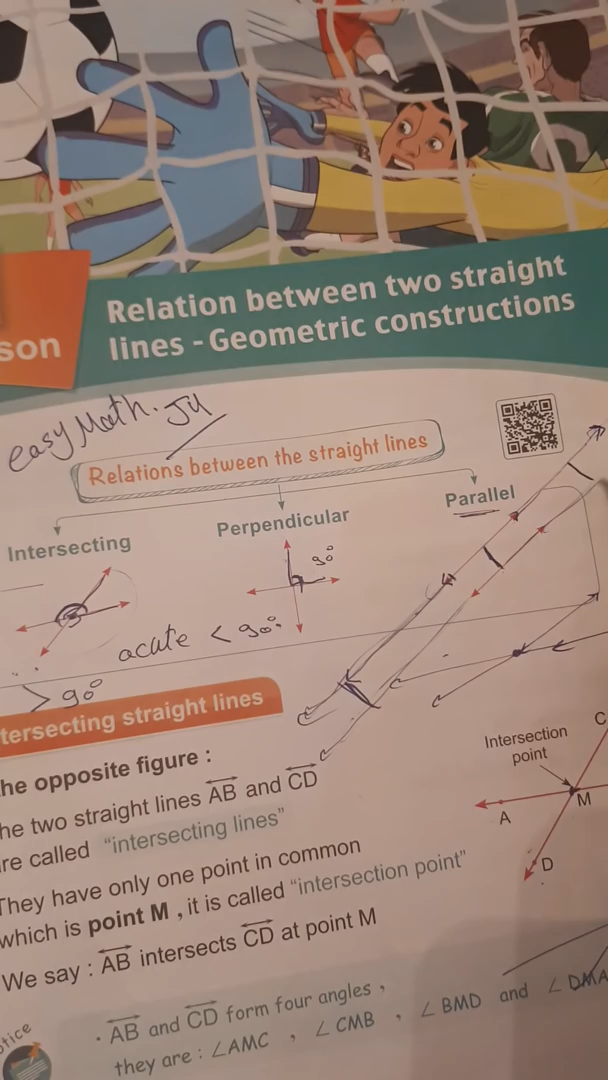 Relation between two straight
lines - Geometric constructions
son
easy Math.
Relations between the straight lines
Intersecting
Perpendicular
Parallel
90°
acute < 90°
> 90°
tersecting straight lines
he opposite figure :
he two straight lines AB and CD
re called "intersecting lines"
They have only one point in common
which is point M , it is called "intersection point"
We say : AB intersects CD at point M
Intersection
point
C
M
A
D
otice
• AB and CD form four angles ,
they are : ∠AMC , ∠CMB , ∠BMD and ∠DMA